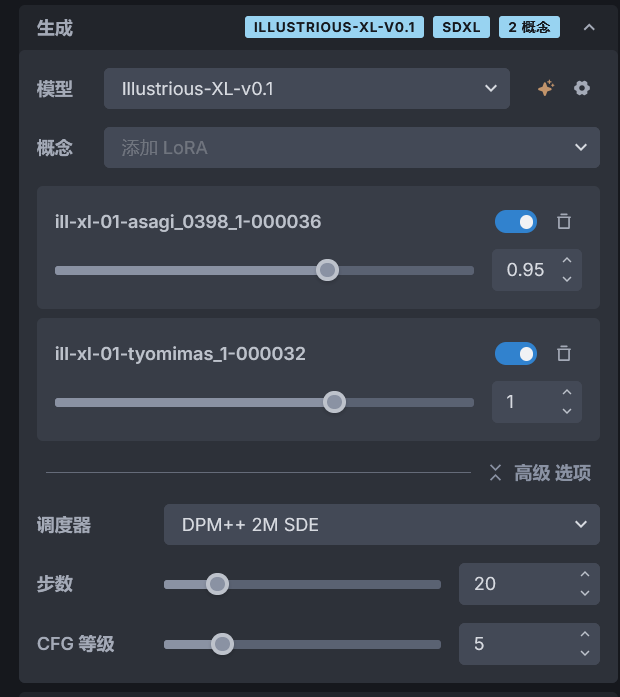 生成 ILLUSTRIOUS-XL-V0.1 SDXL 2 概念
模型 Illustrious-XL-v0.1
概念 添加 LoRA
ill-xl-01-asagi_0398_1-000036
0.95
ill-xl-01-tyomimas_1-000032
1
高级 选项
调度器 DPM++ 2M SDE
步数 20
CFG 等级 5